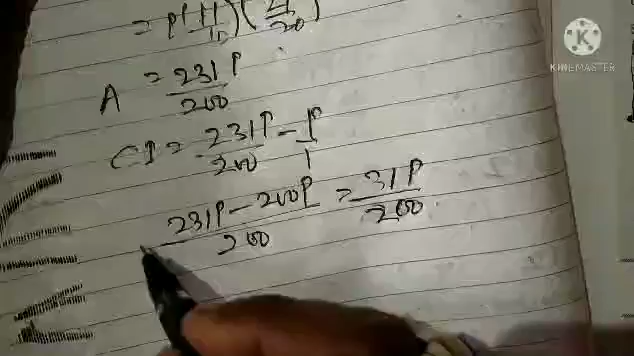 = P(11/10)(21/20)
A = 231P/200
CI = 231P/200 - P/1
231P - 200P/200 = 31P/200
KINEMASTER